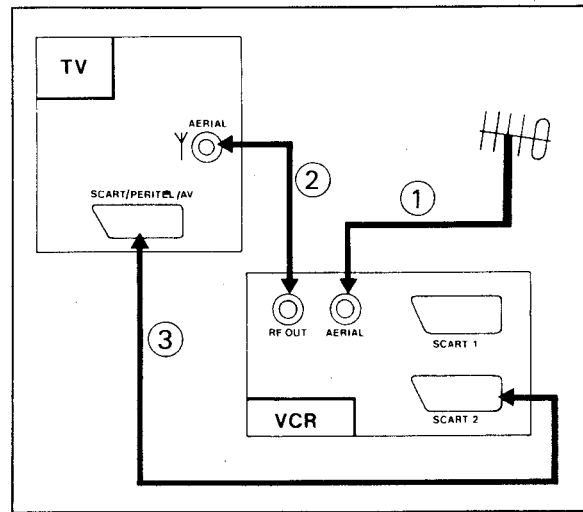 TV
AERIAL
SCART/PERITEL/AV
2
1
RF OUT
AERIAL
SCART 1
3
SCART 2
VCR